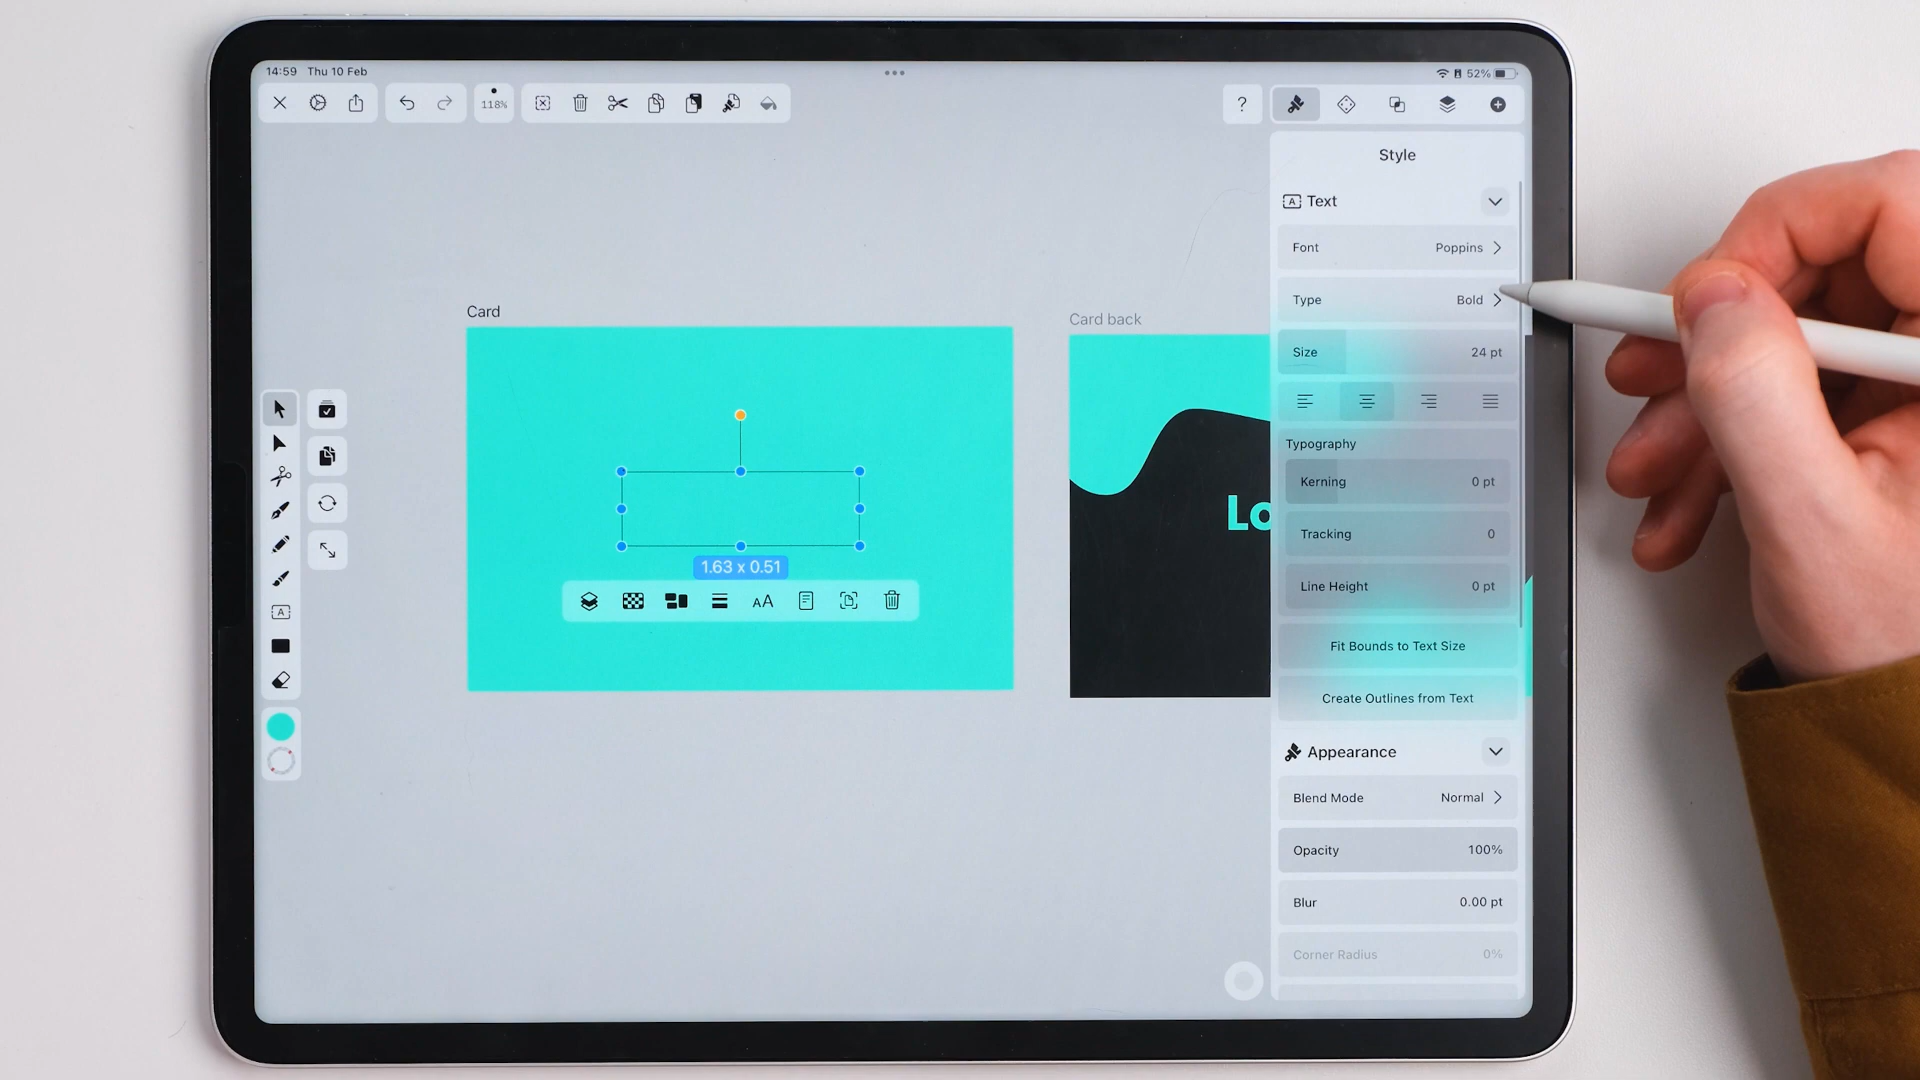 14:59 Thu 10 Feb
52%
118%
?
Style
A Text
Font Poppins
Type Bold
Size 24 pt
Typography
Kerning 0 pt
Tracking 0
Line Height 0 pt
Fit Bounds to Text Size
Create Outlines from Text
Appearance
Blend Mode Normal
Opacity 100%
Blur 0.00 pt
Corner Radius 0%
Card
1.63 x 0.51
AA
Card back
Lo
A